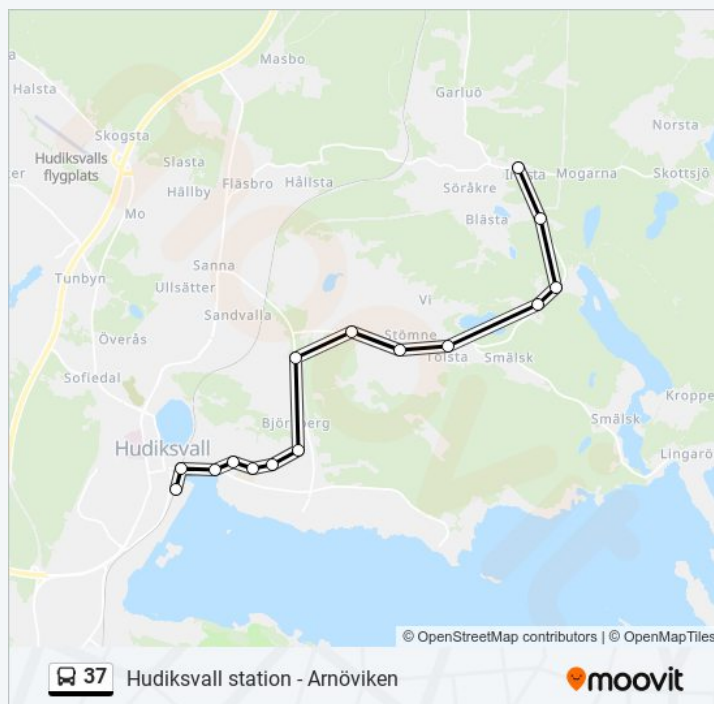 Masbo
Halsta
Garluö
Skogsta
Norsta
Hudiksvalls
flygplats
Slasta
Hällby
Fläsbro
Hållsta
Söråkre
Mogarna
Skottsjö
Mo
Blästa
Sanna
Tunbyn
Ullsätter
Vi
Sandvalla
Överås
Stömne
Tolsta
Smälsk
Sofiedal
Kroppe
Smälsk
Hudiksvall
Lingarö
© OpenStreetMap contributors | © OpenMapTiles
37 Hudiksvall station - Arnöviken
moovit